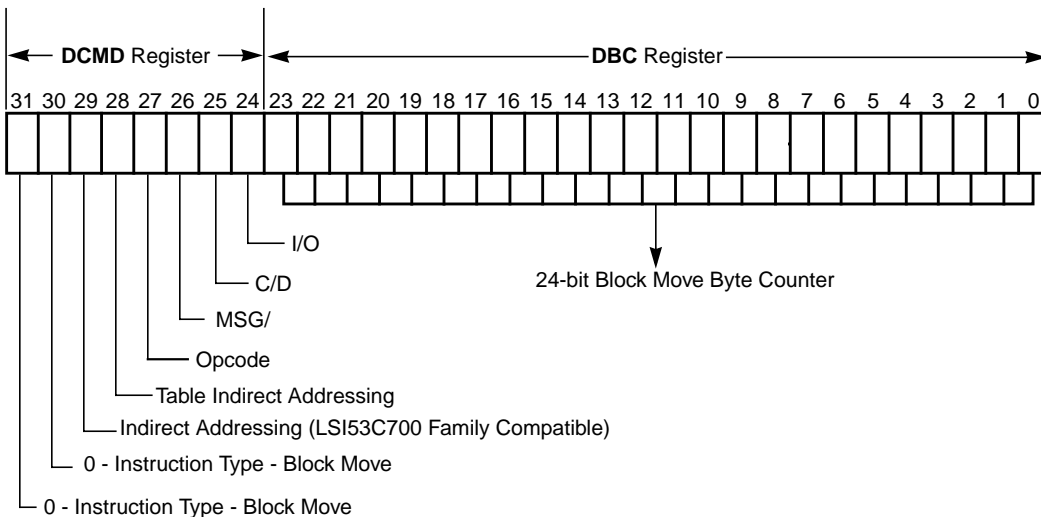 DCMD Register DBC Register
31 30 29 28 27 26 25 24 23 22 21 20 19 18 17 16 15 14 13 12 11 10 9 8 7 6 5 4 3 2 1 0
I/O
24-bit Block Move Byte Counter
C/D
MSG/
Opcode
Table Indirect Addressing
Indirect Addressing (LSI53C700 Family Compatible)
0 - Instruction Type - Block Move
0 - Instruction Type - Block Move